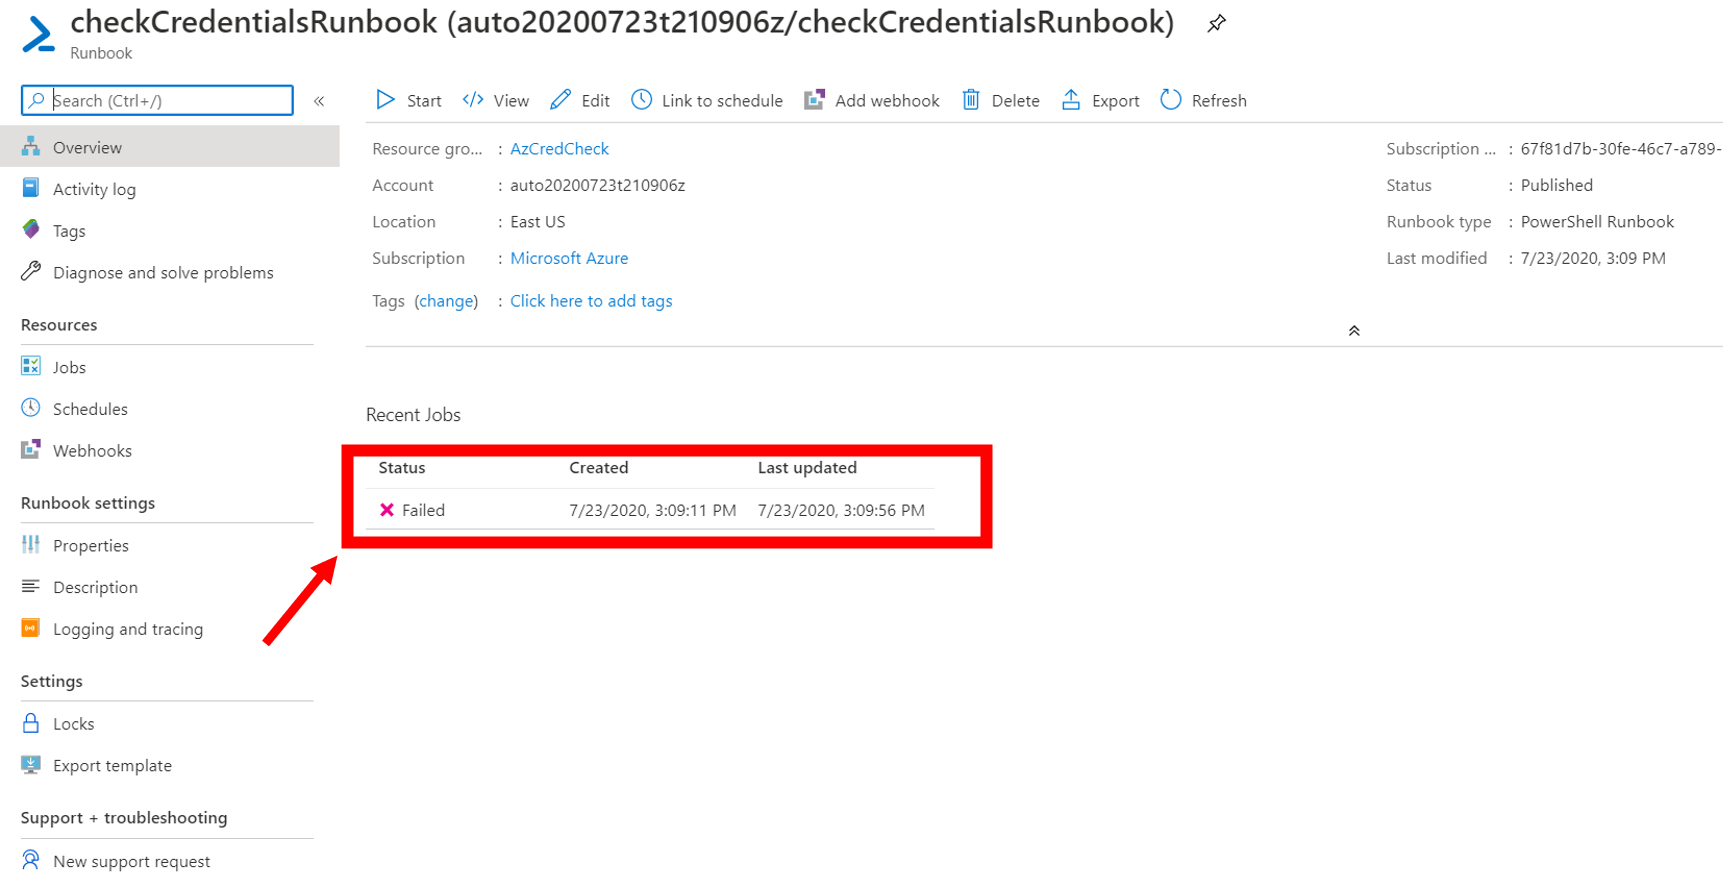 checkCredentialsRunbook (auto20200723t210906z/checkCredentialsRunbook)
Runbook
Search (Ctrl+/)
«
Start
View
Edit
Link to schedule
Add webhook
Delete
Export
Refresh
Overview
Activity log
Tags
Diagnose and solve problems
Resources
Jobs
Schedules
Webhooks
Runbook settings
Properties
Description
Logging and tracing
Settings
Locks
Export template
Support + troubleshooting
New support request
Resource gro... : AzCredCheck
Account : auto20200723t210906z
Location : East US
Subscription : Microsoft Azure
Tags (change) : Click here to add tags
Subscription ... : 67f81d7b-30fe-46c7-a789-
Status : Published
Runbook type : PowerShell Runbook
Last modified : 7/23/2020, 3:09 PM
Recent Jobs
Status Created Last updated
Failed 7/23/2020, 3:09:11 PM 7/23/2020, 3:09:56 PM